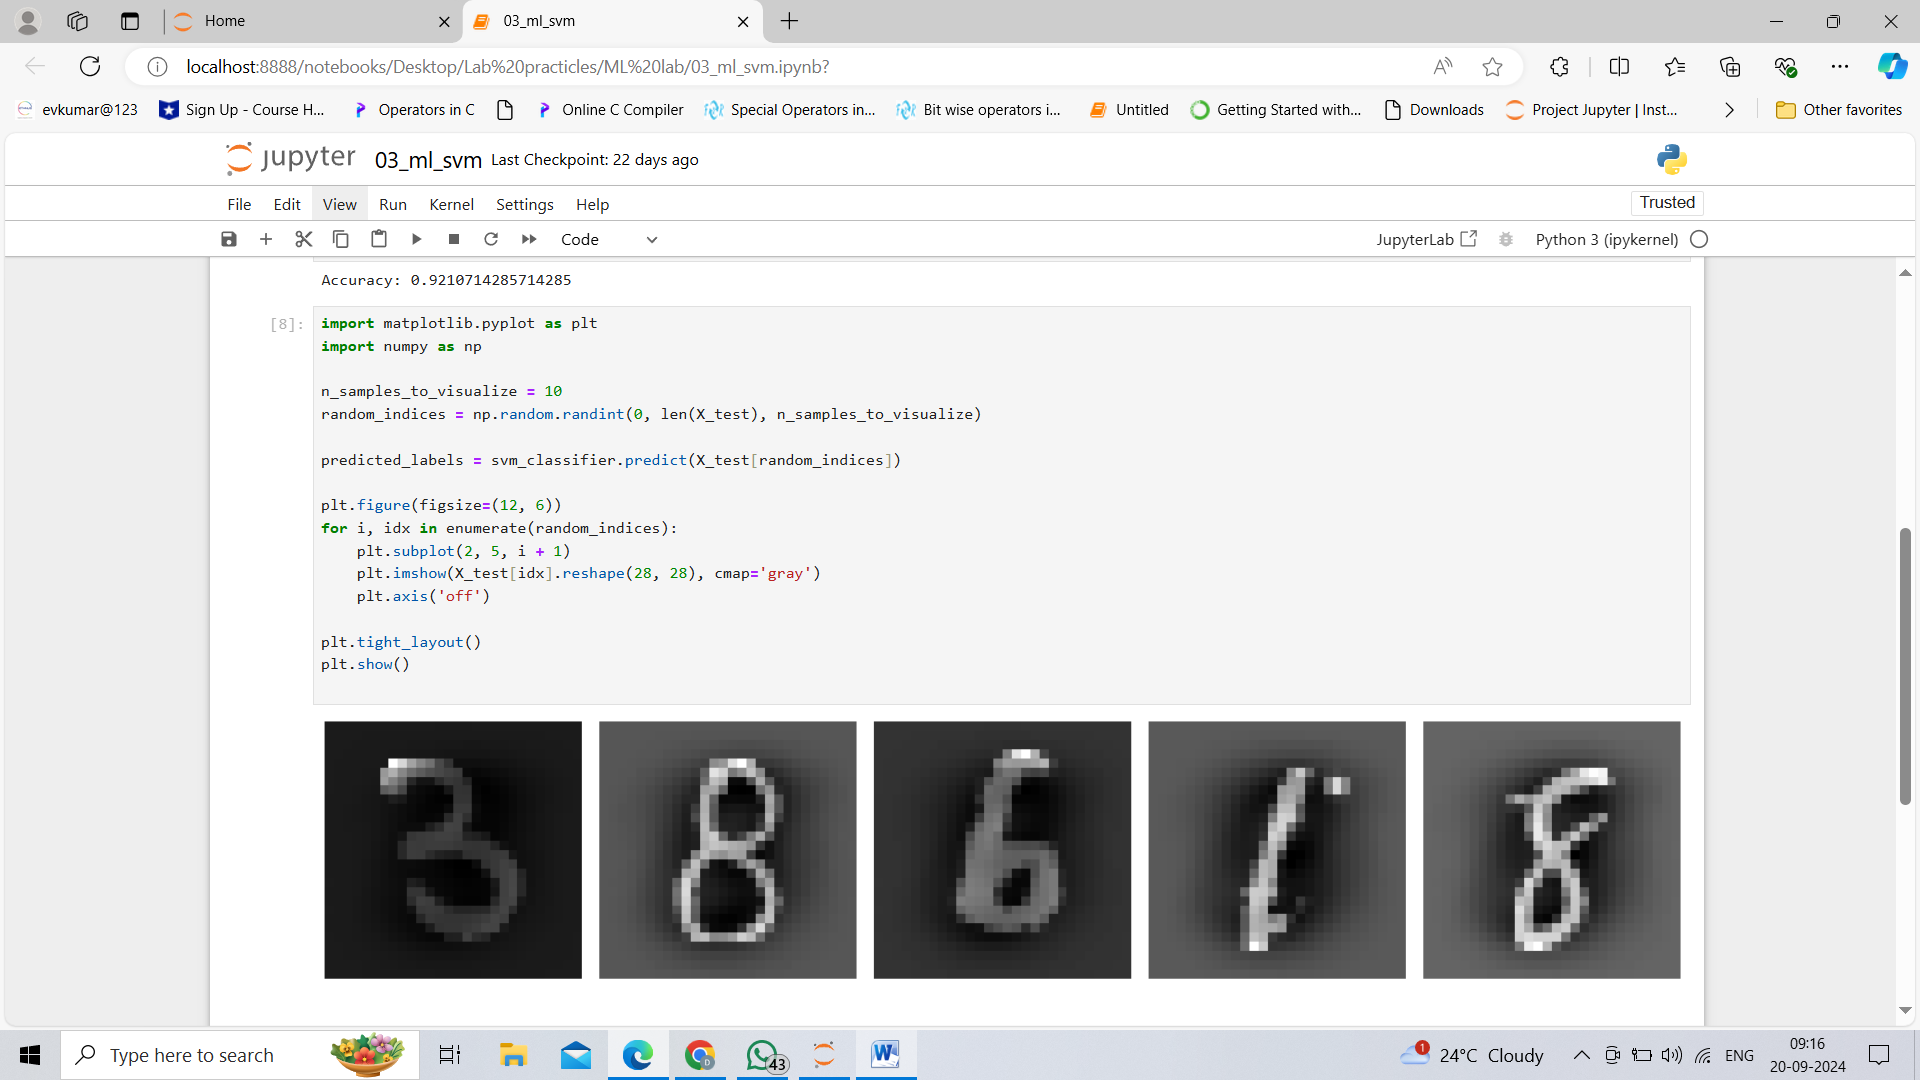 Home
03_ml_svm
localhost:8888/notebooks/Desktop/Lab%20practicles/ML%20lab/03_ml_svm.ipynb?
evkumar@123
Sign Up - Course H...
Operators in C
Online C Compiler
Special Operators in...
Bit wise operators i...
Untitled
Getting Started with...
Downloads
Project Jupyter | Inst...
Other favorites
jupyter 03_ml_svm Last Checkpoint: 22 days ago
File Edit View Run Kernel Settings Help
Trusted
Code
JupyterLab
Python 3 (ipykernel)
Accuracy: 0.9210714285714285
[8]:
import matplotlib.pyplot as plt
import numpy as np
n_samples_to_visualize = 10
random_indices = np.random.randint(0, len(X_test), n_samples_to_visualize)
predicted_labels = svm_classifier.predict(X_test[random_indices])
plt.figure(figsize=(12, 6))
for i, idx in enumerate(random_indices):
    plt.subplot(2, 5, i + 1)
    plt.imshow(X_test[idx].reshape(28, 28), cmap='gray')
    plt.axis('off')
plt.tight_layout()
plt.show()
3 8 6 1 8
Type here to search
43
1
24°C Cloudy
ENG
09:16
20-09-2024